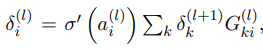 δ_i^{(l)} = σ′ (a_i^{(l)}) ∑_k δ_k^{(l+1)} G_{ki}^{(l)},